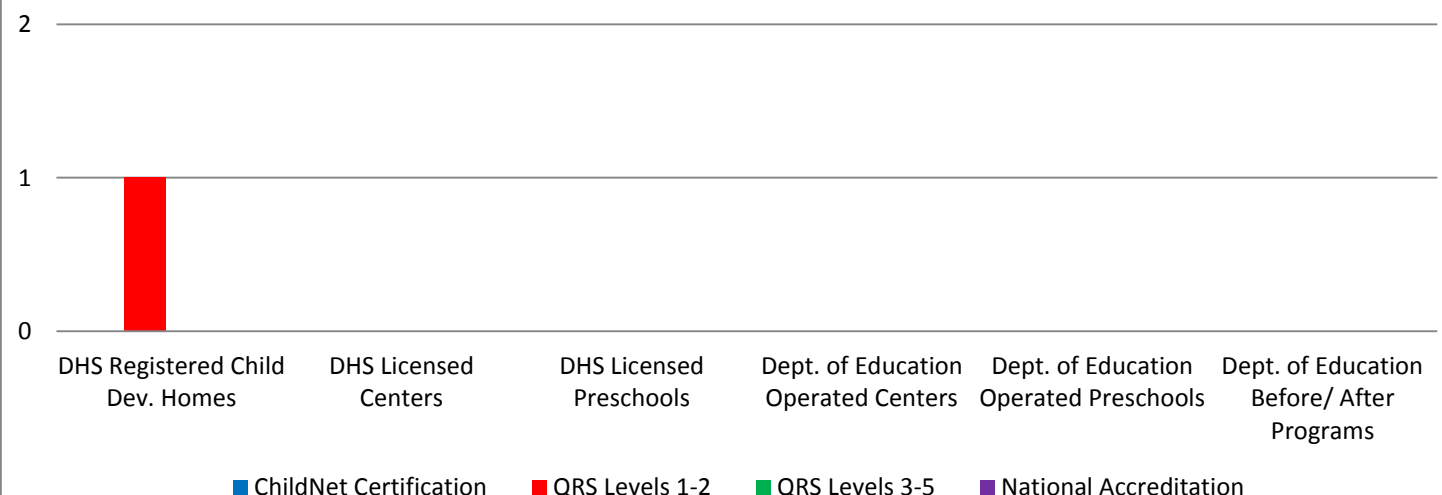 2
1
0
DHS Registered Child
Dev. Homes
DHS Licensed
Centers
DHS Licensed
Preschools
Dept. of Education
Operated Centers
Dept. of Education
Operated Preschools
Dept. of Education
Before/ After
Programs
ChildNet Certification
QRS Levels 1-2
QRS Levels 3-5
National Accreditation